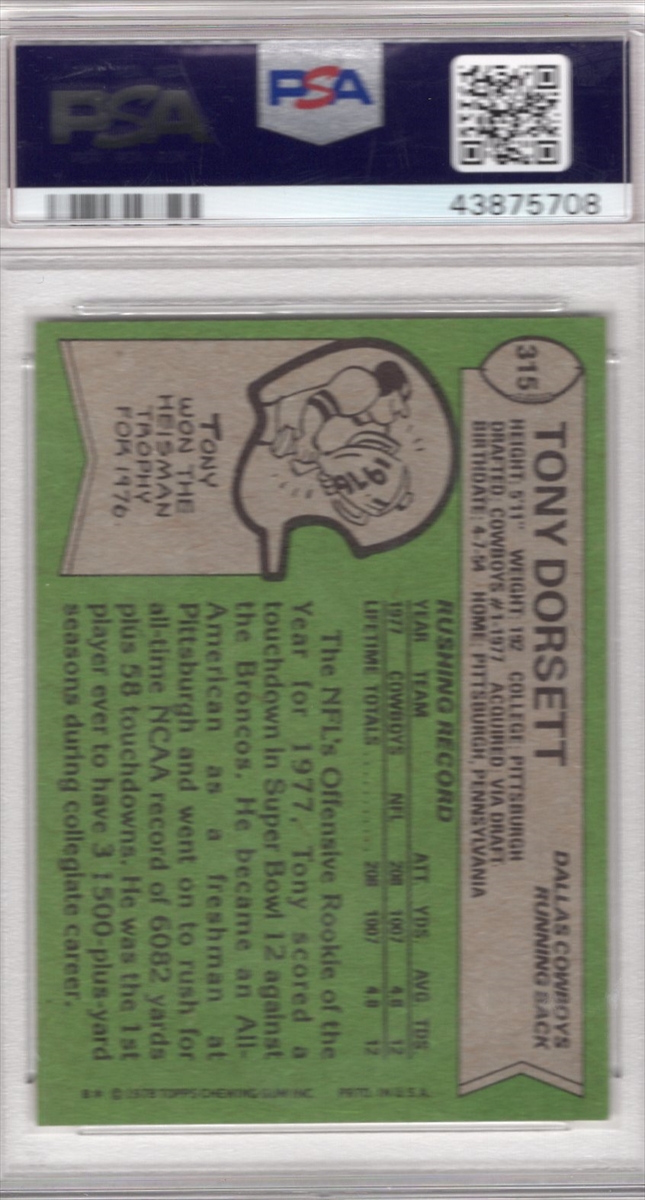 PSA
PSA
43875708
315
TONY DORSETT
DALLAS COWBOYS
RUNNING BACK
HEIGHT: 5'11" WEIGHT: 192 COLLEGE: PITTSBURGH
DRAFTED: COWBOYS #1-1977 ACQUIRED: VIA DRAFT
BIRTHDATE: 4-7-54 HOME: PITTSBURGH, PENNSYLVANIA
RUSHING RECORD
YEAR TEAM ATT. YDS. AVG. TDS.
1977 COWBOYS NFL 208 1007 4.8 12
LIFETIME TOTALS 208 1007 4.8 12
The NFL's Offensive Rookie of the
Year for 1977, Tony scored a
touchdown in Super Bowl 12 against
the Broncos. He became an All-
American as a freshman at
Pittsburgh and went on to rush for
all-time NCAA record of 6082 yards
plus 58 touchdowns. He was the 1st
player ever to have 3 1500-plus-yard
seasons during collegiate career.
1976
TONY
WON THE
HEISMAN
TROPHY
FOR 1976
B* © 1978 TOPPS CHEWING GUM INC. PRTD. IN U.S.A.